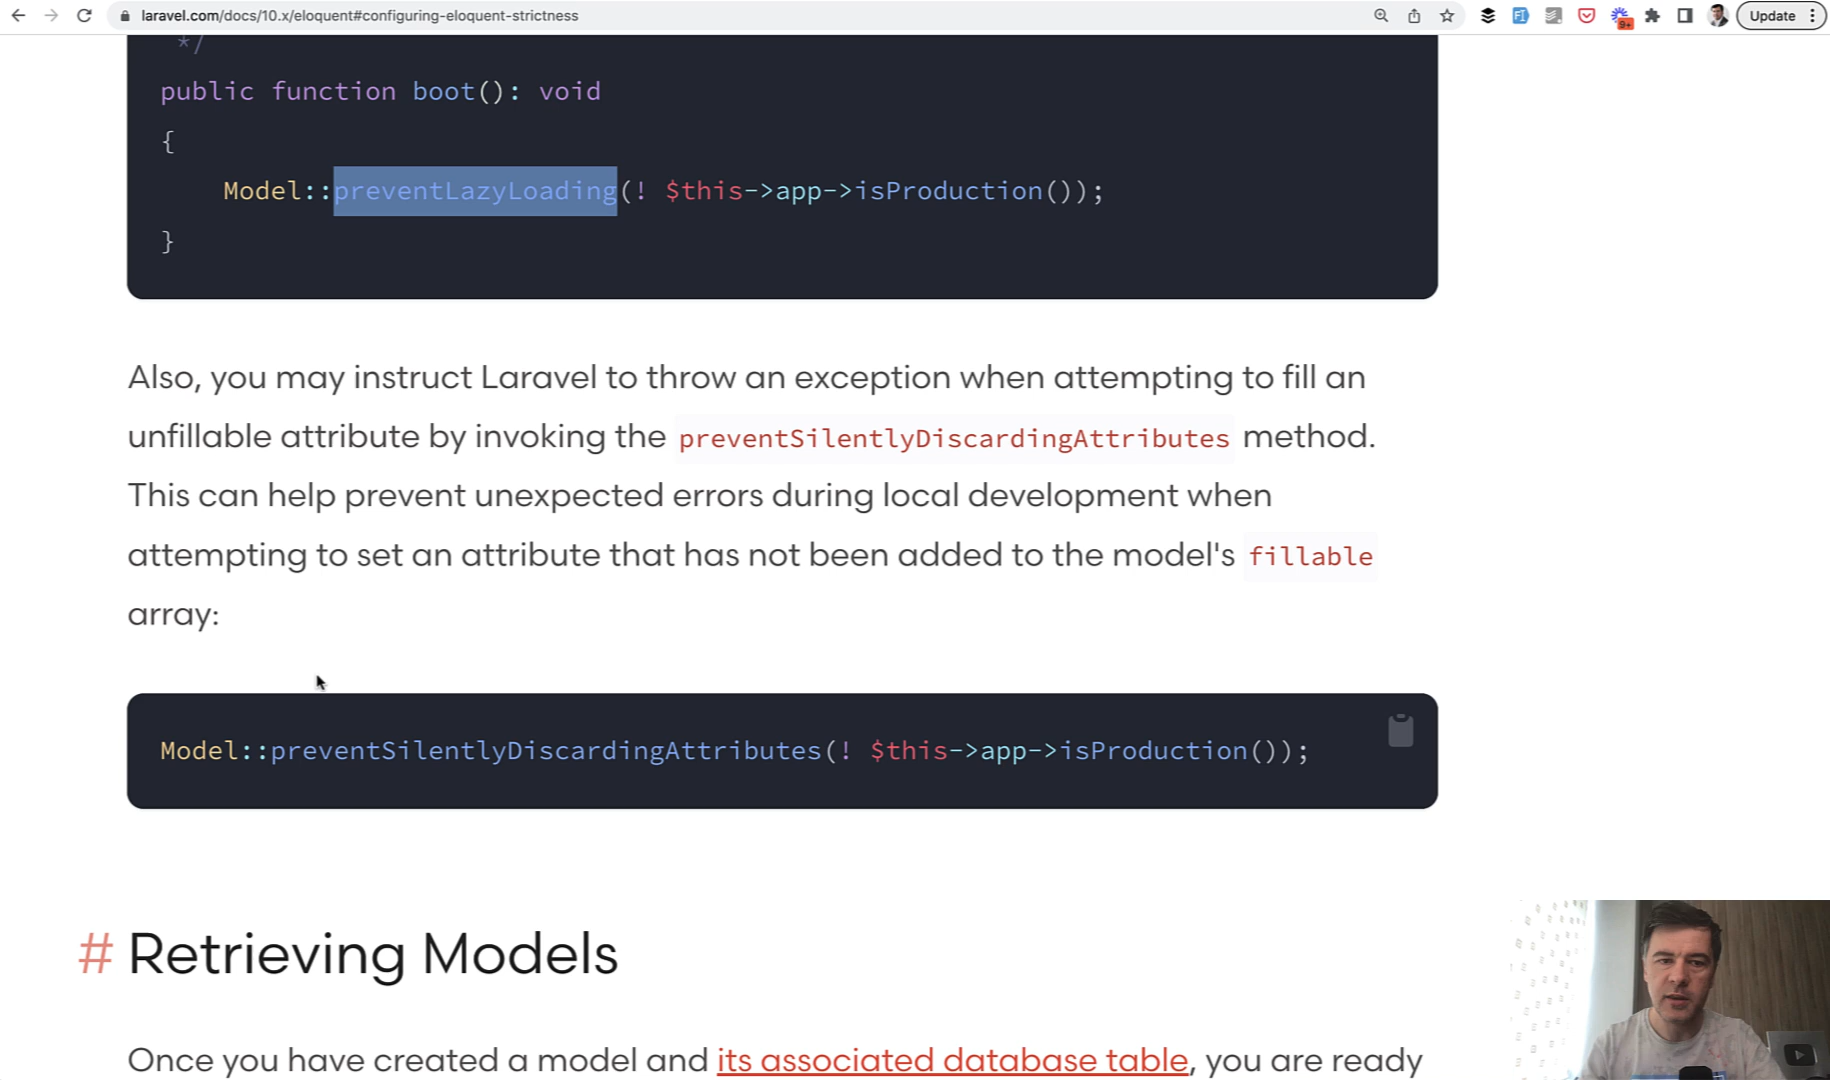 laravel.com/docs/10.x/eloquent#configuring-eloquent-strictness
9+
Update
*/
public function boot(): void
{
Model::preventLazyLoading(! $this->app->isProduction());
}
Also, you may instruct Laravel to throw an exception when attempting to fill an
unfillable attribute by invoking the preventSilentlyDiscardingAttributes method.
This can help prevent unexpected errors during local development when
attempting to set an attribute that has not been added to the model's fillable
array:
Model::preventSilentlyDiscardingAttributes(! $this->app->isProduction());
# Retrieving Models
Once you have created a model and its associated database table, you are ready